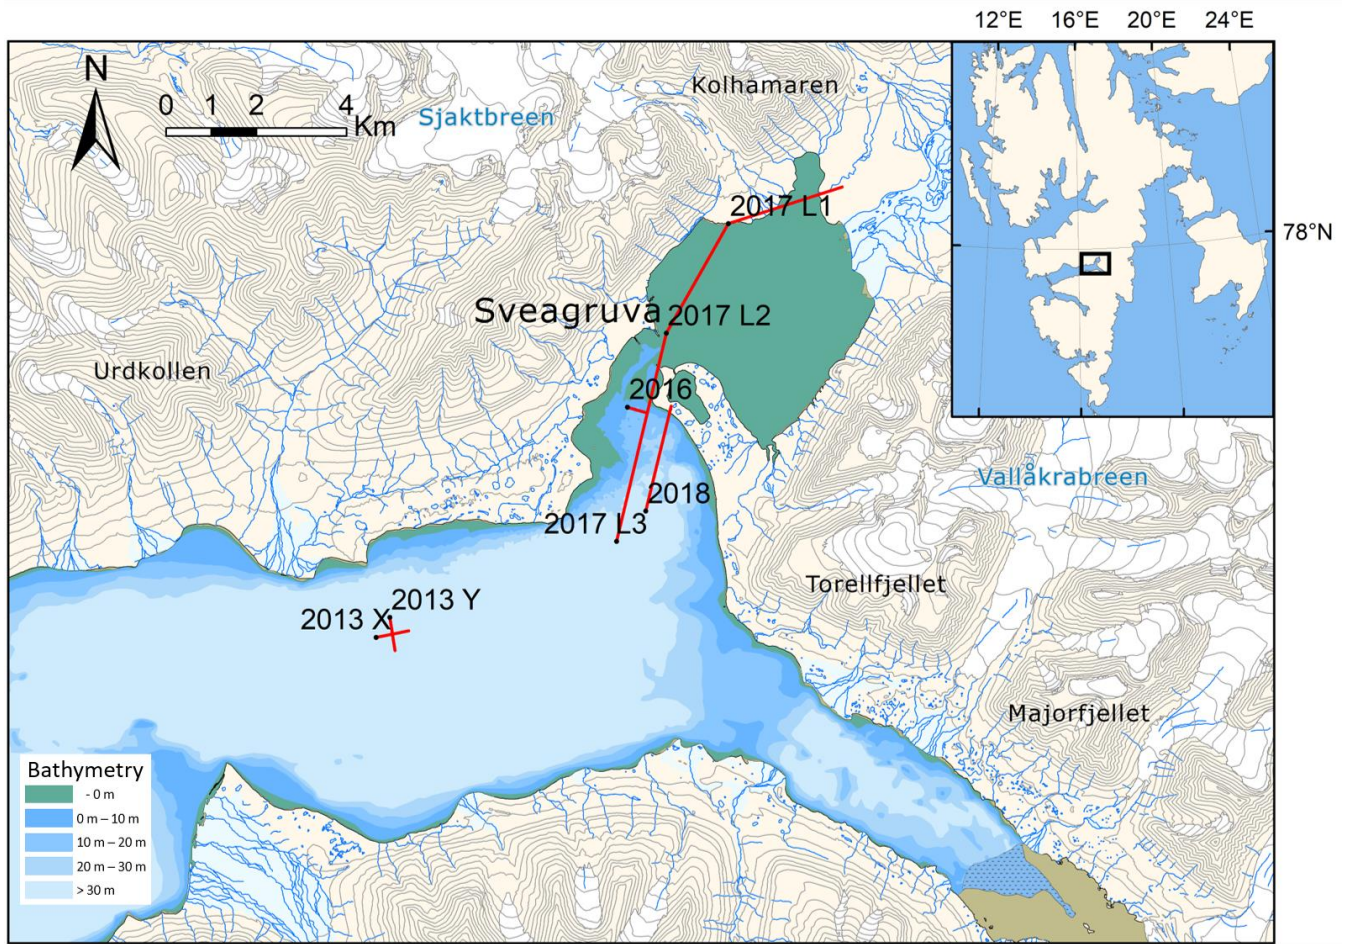 12°E 16°E 20°E 24°E
N
0 1 2 4
Km
Sjaktbreen
Kolhamaren
78°N
2017 L1
Sveagruva
2017 L2
Urdkollen
2016
Vallåkrabreen
2018
2017 L3
Torellfjellet
2013 Y
2013 X
Majorfjellet
Bathymetry
- 0 m
0 m – 10 m
10 m – 20 m
20 m – 30 m
> 30 m